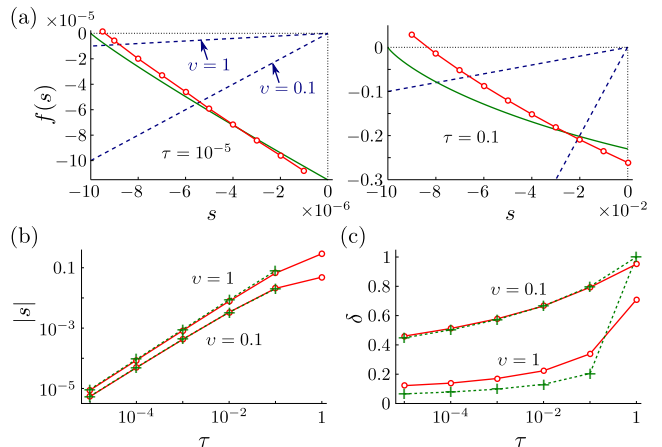 (a)
×10⁻⁵
0
−2
−4
−6
−8
−10
f(s)
υ = 1
υ = 0.1
τ = 10⁻⁵
−10 −8 −6 −4 −2 0
×10⁻⁶
s
0
−0.1
−0.2
−0.3
τ = 0.1
−10 −8 −6 −4 −2 0
×10⁻²
s
(b)
0.1
10⁻³
10⁻⁵
|s|
υ = 1
υ = 0.1
10⁻⁴ 10⁻² 1
τ
(c)
1
0.8
0.6
0.4
0.2
0
δ
υ = 0.1
υ = 1
10⁻⁴ 10⁻² 1
τ